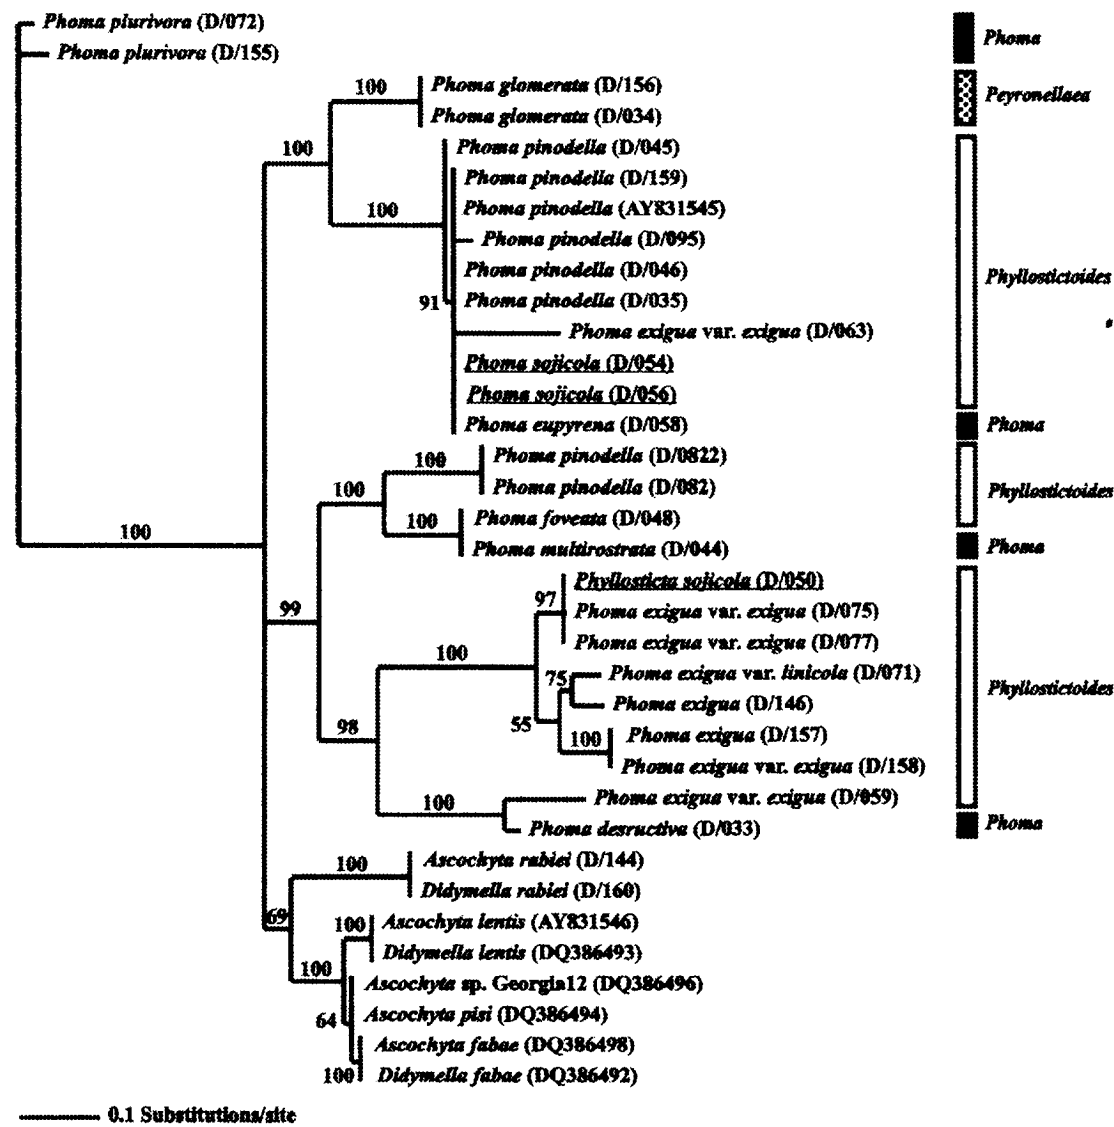 Phoma plurivora (D/072)
Phoma plurivora (D/155)
Phoma
100
Phoma glomerata (D/156)
Phoma glomerata (D/034)
Peyronellaea
100
Phoma pinodella (D/045)
Phoma pinodella (D/159)
100
Phoma pinodella (AY831545)
Phoma pinodella (D/095)
Phoma pinodella (D/046)
Phyllostictoides
91
Phoma pinodella (D/035)
Phoma exigua var. exigua (D/063)
Phoma sojicola (D/054)
Phoma sojicola (D/056)
Phoma eupyrena (D/058)
Phoma
100
Phoma pinodella (D/0822)
100
Phoma pinodella (D/082)
Phyllostictoides
100
Phoma foveata (D/048)
100
Phoma multirostrata (D/044)
Phoma
Phyllosticta sojicola (D/050)
97
99
Phoma exigua var. exigua (D/075)
Phoma exigua var. exigua (D/077)
100
75
Phoma exigua var. linicola (D/071)
Phyllostictoides
Phoma exigua (D/146)
55
98
100
Phoma exigua (D/157)
Phoma exigua var. exigua (D/158)
100
Phoma exigua var. exigua (D/059)
Phoma desructiva (D/033)
Phoma
100
Ascochyta rabiei (D/144)
Didymella rabiei (D/160)
69
100
Ascochyta lentis (AY831546)
Didymella lentis (DQ386493)
100
Ascochyta sp. Georgia12 (DQ386496)
64
Ascochyta pisi (DQ386494)
Ascochyta fabae (DQ386498)
100
Didymella fabae (DQ386492)
0.1 Substitutions/site